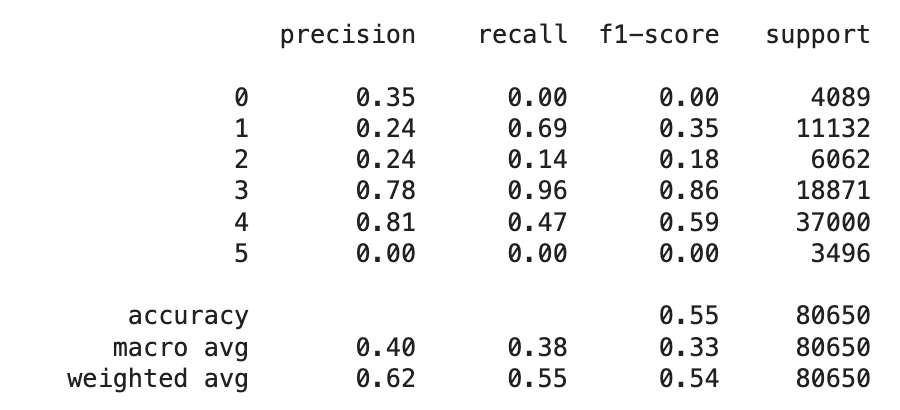 precision recall f1-score support
0 0.35 0.00 0.00 4089
1 0.24 0.69 0.35 11132
2 0.24 0.14 0.18 6062
3 0.78 0.96 0.86 18871
4 0.81 0.47 0.59 37000
5 0.00 0.00 0.00 3496
accuracy 0.55 80650
macro avg 0.40 0.38 0.33 80650
weighted avg 0.62 0.55 0.54 80650